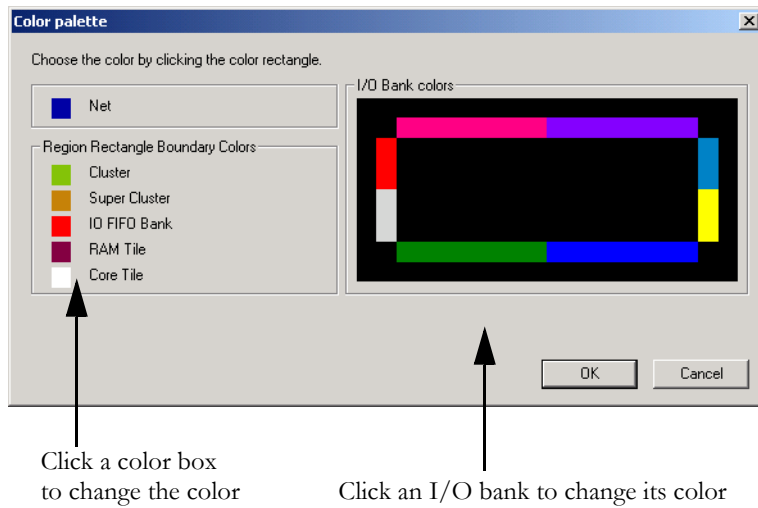 Color palette
Choose the color by clicking the color rectangle.
Net
Region Rectangle Boundary Colors
Cluster
Super Cluster
IO FIFO Bank
RAM Tile
Core Tile
I/O Bank colors
OK
Cancel
Click a color box
to change the color
Click an I/O bank to change its color